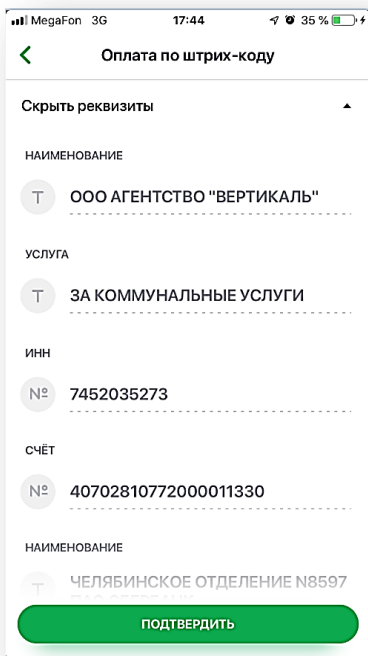 MegaFon 3G 17:44 35 %
Оплата по штрих-коду
Скрыть реквизиты
НАИМЕНОВАНИЕ
Т ООО АГЕНТСТВО "ВЕРТИКАЛЬ"
УСЛУГА
Т ЗА КОММУНАЛЬНЫЕ УСЛУГИ
ИНН
№ 7452035273
СЧЁТ
№ 40702810772000011330
НАИМЕНОВАНИЕ
Т ЧЕЛЯБИНСКОЕ ОТДЕЛЕНИЕ N8597
ПОДТВЕРДИТЬ